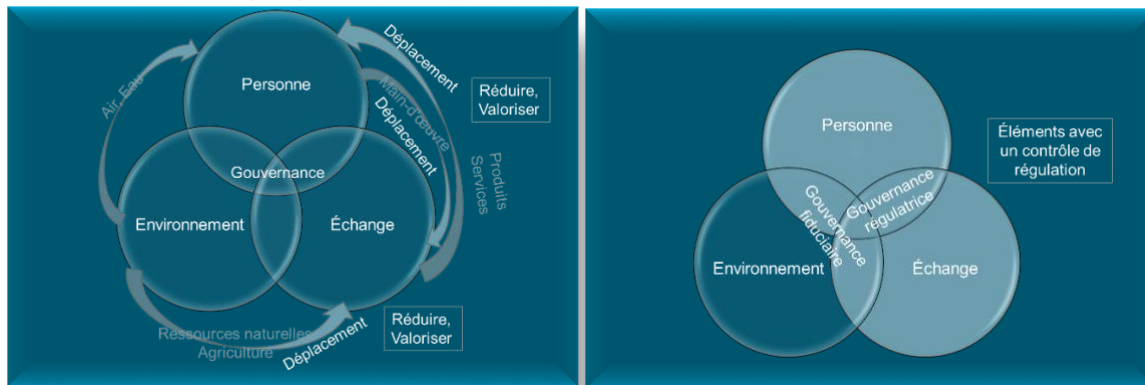 Déplacement
Air, Eau
Personne
Main-d'œuvre
Déplacement
Réduire,
Valoriser
Gouvernance
Produits
Services
Environnement
Échange
Ressources naturelles
Agriculture
Déplacement
Réduire,
Valoriser
Personne
Éléments avec
un contrôle de
régulation
Gouvernance
fiduciaire
Gouvernance
régulatrice
Environnement
Échange